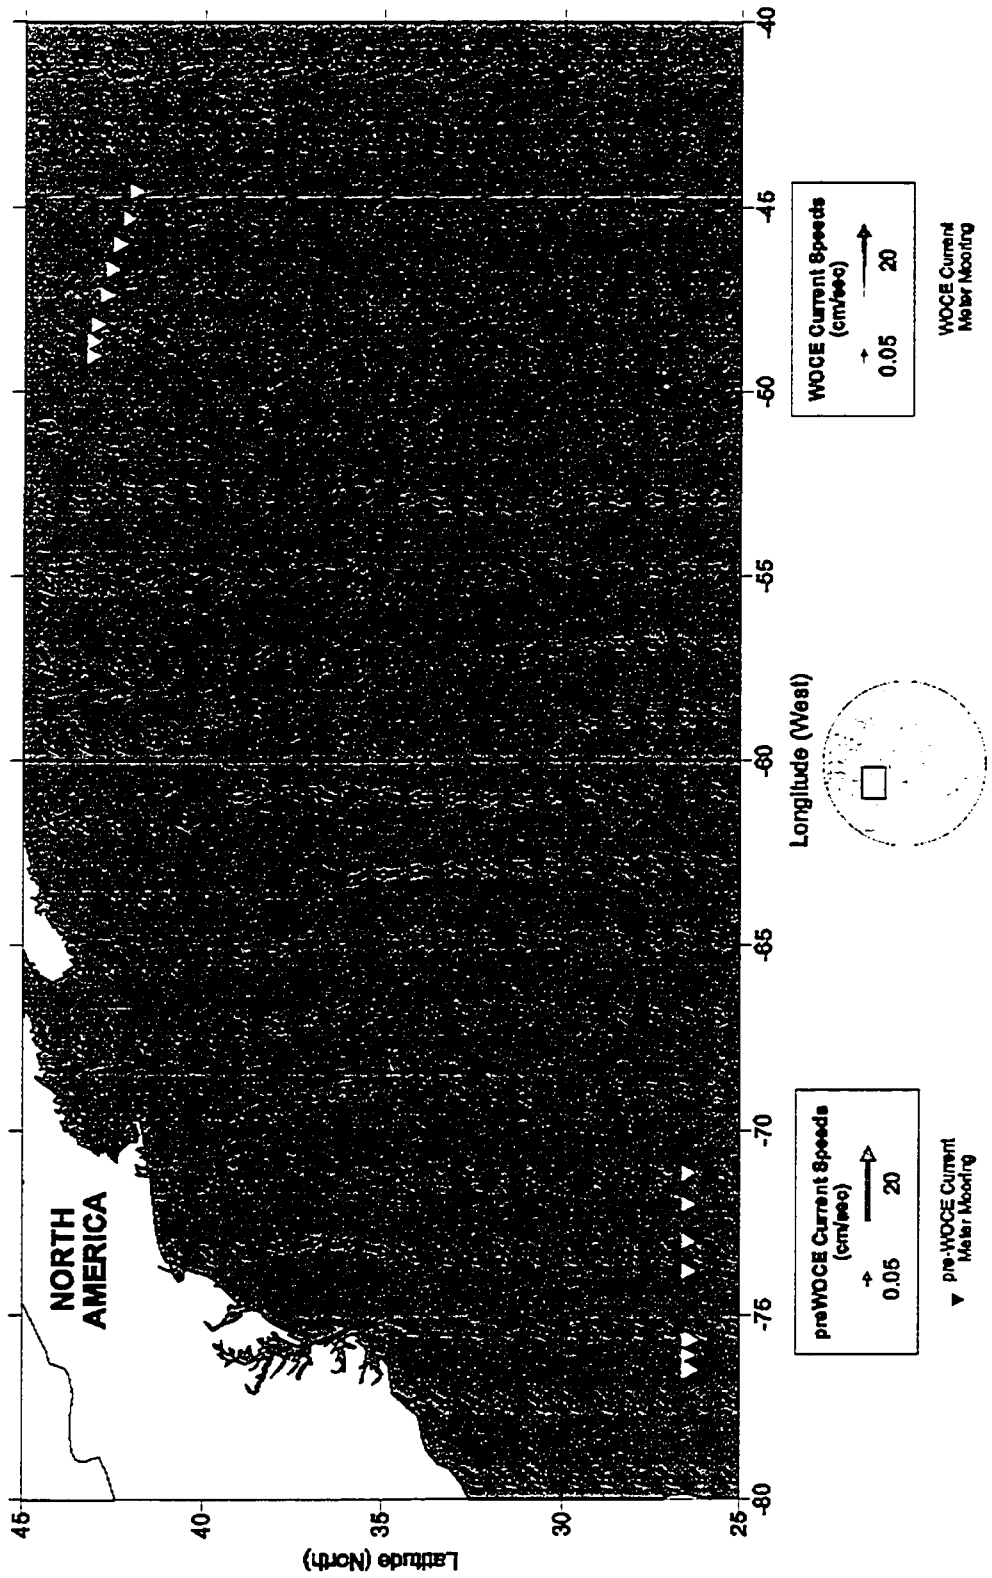 NORTH
AMERICA
Latitude (North)
45
40
35
30
25
-80
-75
-70
-65
-60
-55
-50
-45
-40
Longitude (West)
preWOCE Current Speeds
(cm/sec)
0.05
20
pre-WOCE Current
Meter Mooring
WOCE Current Speeds
(cm/sec)
0.05
20
WOCE Current
Meter Mooring